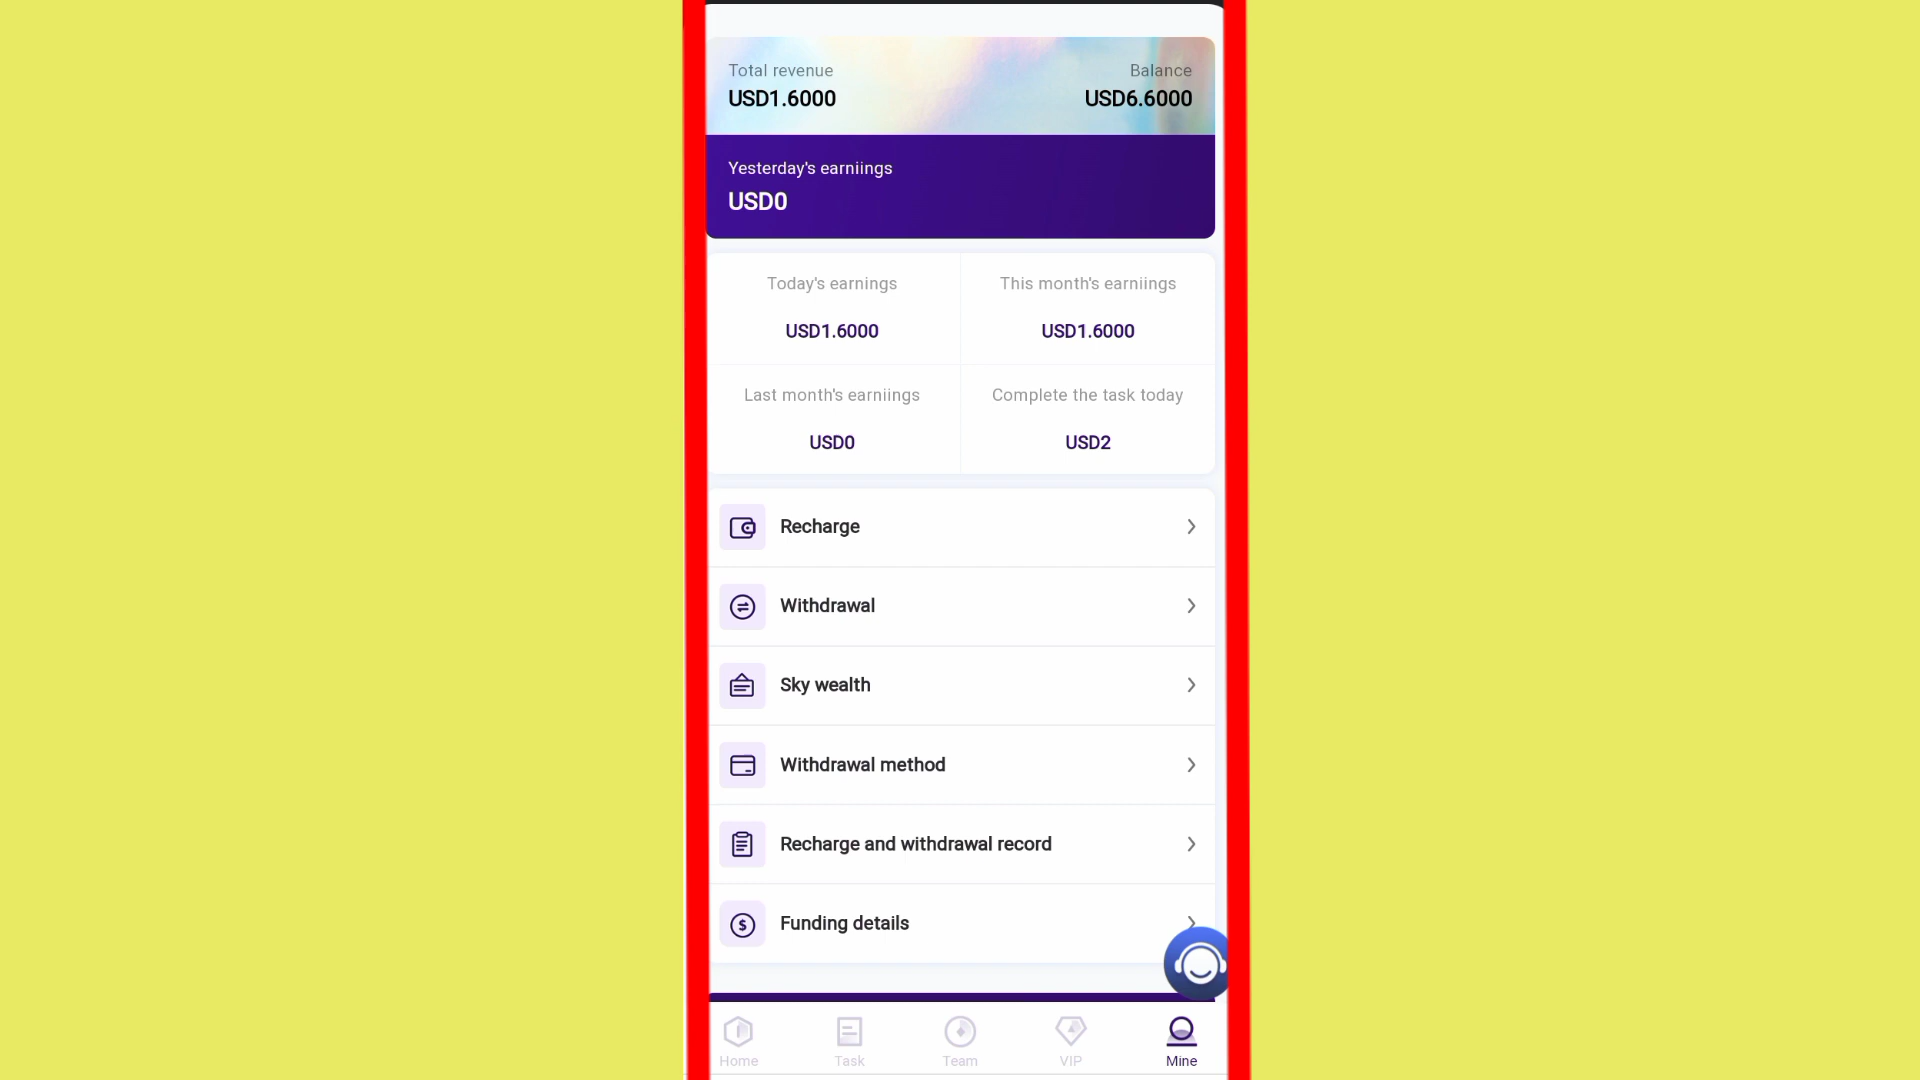 Total revenue
Balance
USD1.6000
USD6.6000
Yesterday's earniings
USD0
Today's earnings
This month's earniings
USD1.6000
USD1.6000
Last month's earniings
Complete the task today
USD0
USD2
Recharge
Withdrawal
Sky wealth
Withdrawal method
Recharge and withdrawal record
Funding details
Home
Task
Team
VIP
Mine